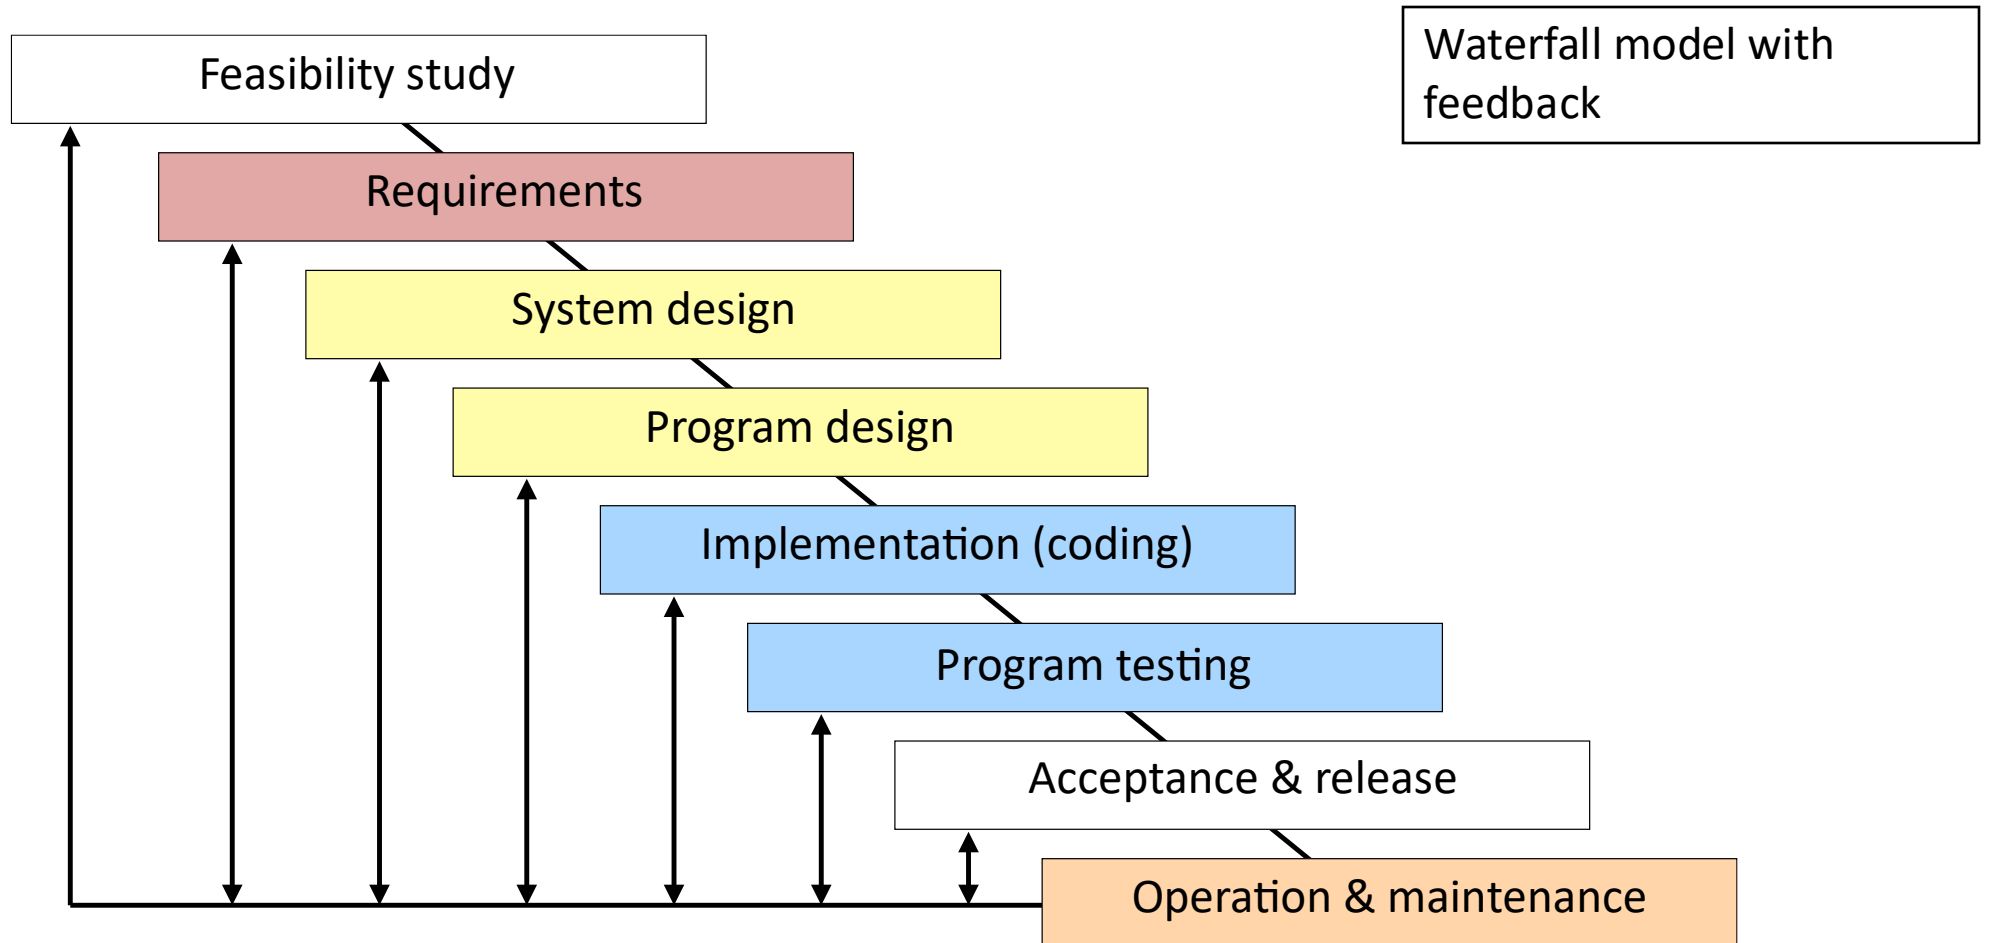 Waterfall model with
feedback
Feasibility study
Requirements
System design
Program design
Implementation (coding)
Program testing
Acceptance & release
Operation & maintenance